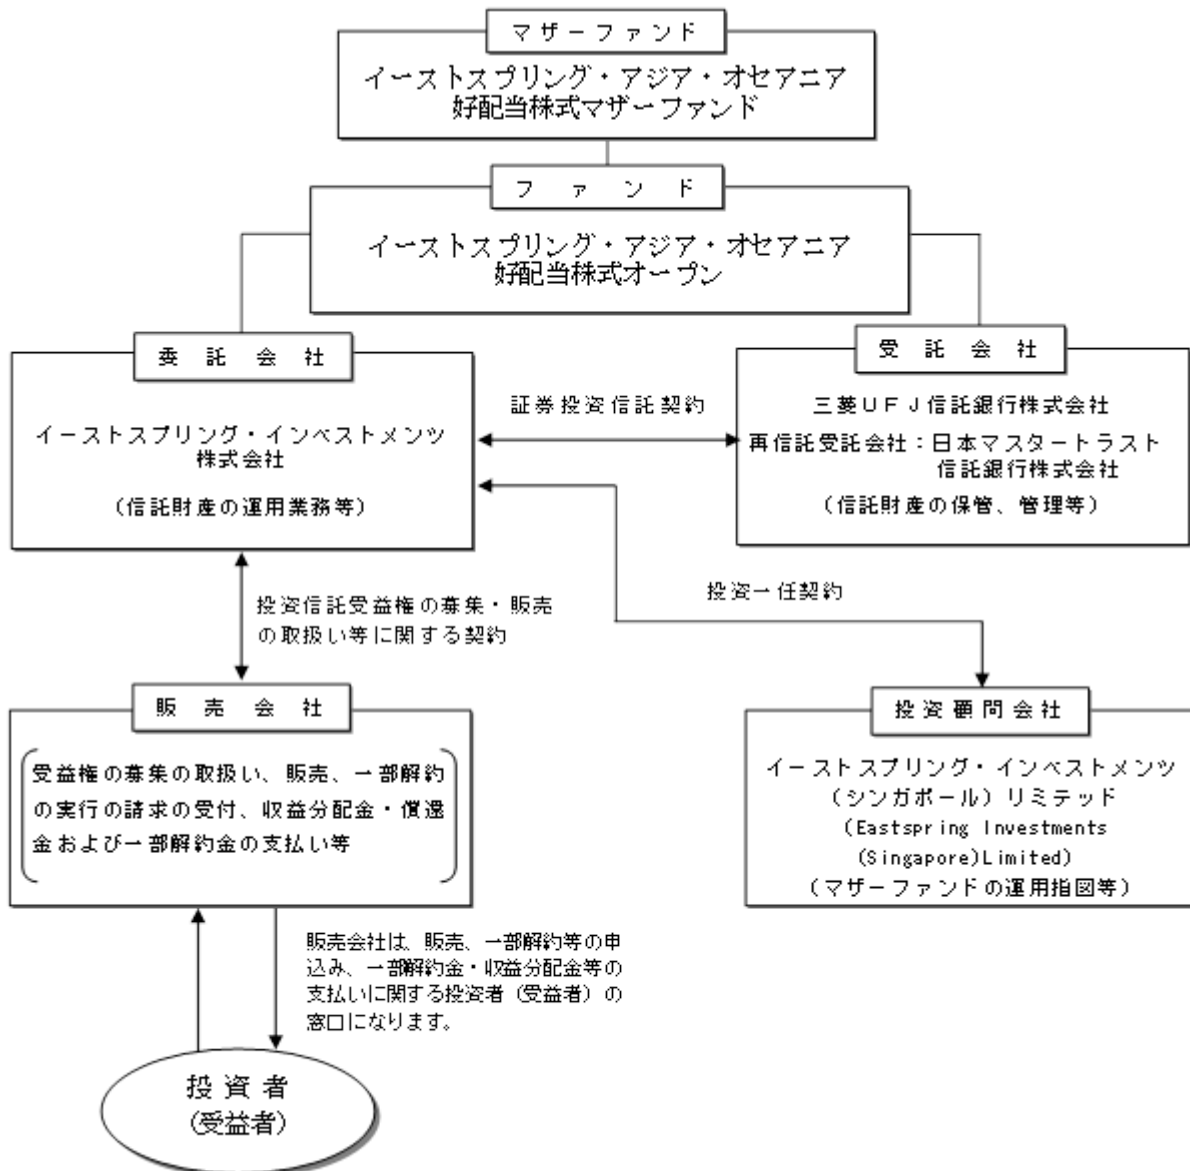 マザーファンド
イーストスプリング・アジア・オセアニア
好配当株式マザーファンド
ファンド
イーストスプリング・アジア・オセアニア
好配当株式オープン
委託会社
イーストスプリング・インベストメンツ
株式会社
(信託財産の運用業務等)
証券投資信託契約
受託会社
三菱UFJ信託銀行株式会社
再信託受託会社:日本マスタートラスト
信託銀行株式会社
(信託財産の保管、管理等)
投資一任契約
投資信託受益権の募集・販売
の取扱い等に関する契約
販売会社
受益権の募集の取扱い、販売、一部解約
の実行の請求の受付、収益分配金・償還
金および一部解約金の支払い等
投資顧問会社
イーストスプリング・インベストメンツ
(シンガポール)リミテッド
(Eastspring Investments
(Singapore)Limited)
(マザーファンドの運用指図等)
販売会社は、販売、一部解約等の申
込み、一部解約金・収益分配金等の
支払いに関する投資者(受益者)の
窓口になります。
投資者
(受益者)